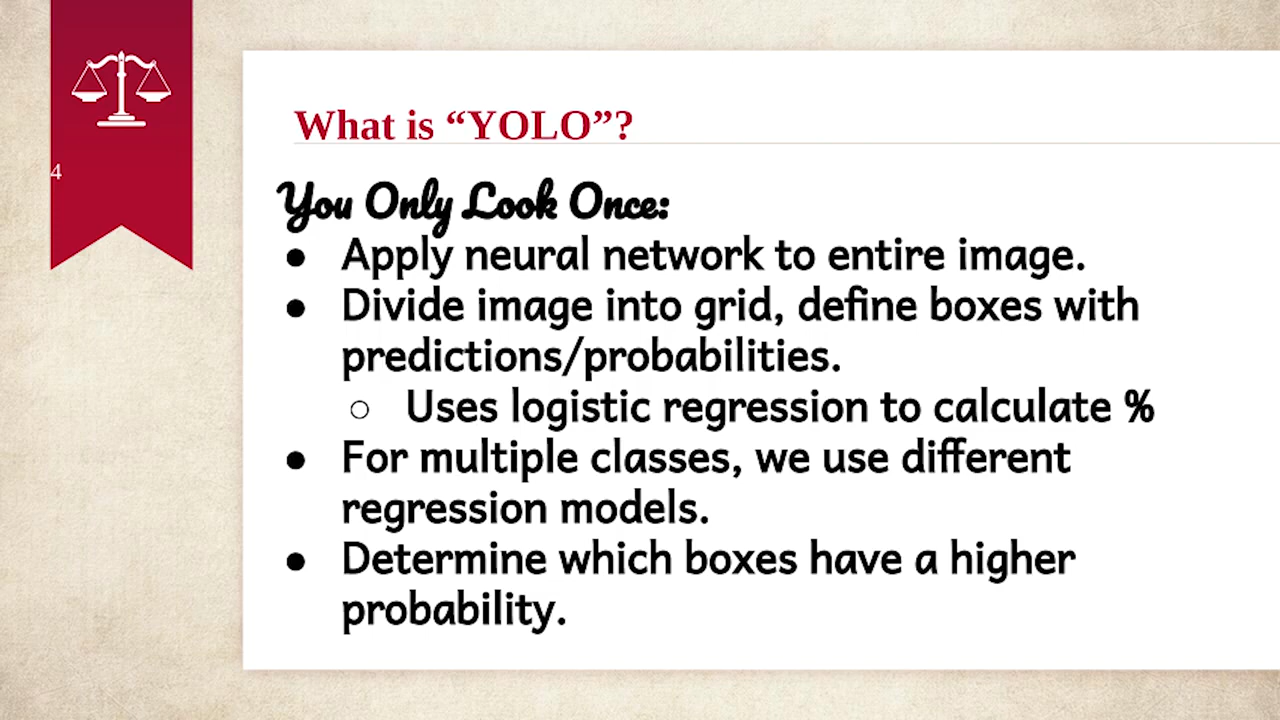 4
What is “YOLO”?
You Only Look Once:
● Apply neural network to entire image.
● Divide image into grid, define boxes with
predictions/probabilities.
○ Uses logistic regression to calculate %
● For multiple classes, we use different
regression models.
● Determine which boxes have a higher
probability.